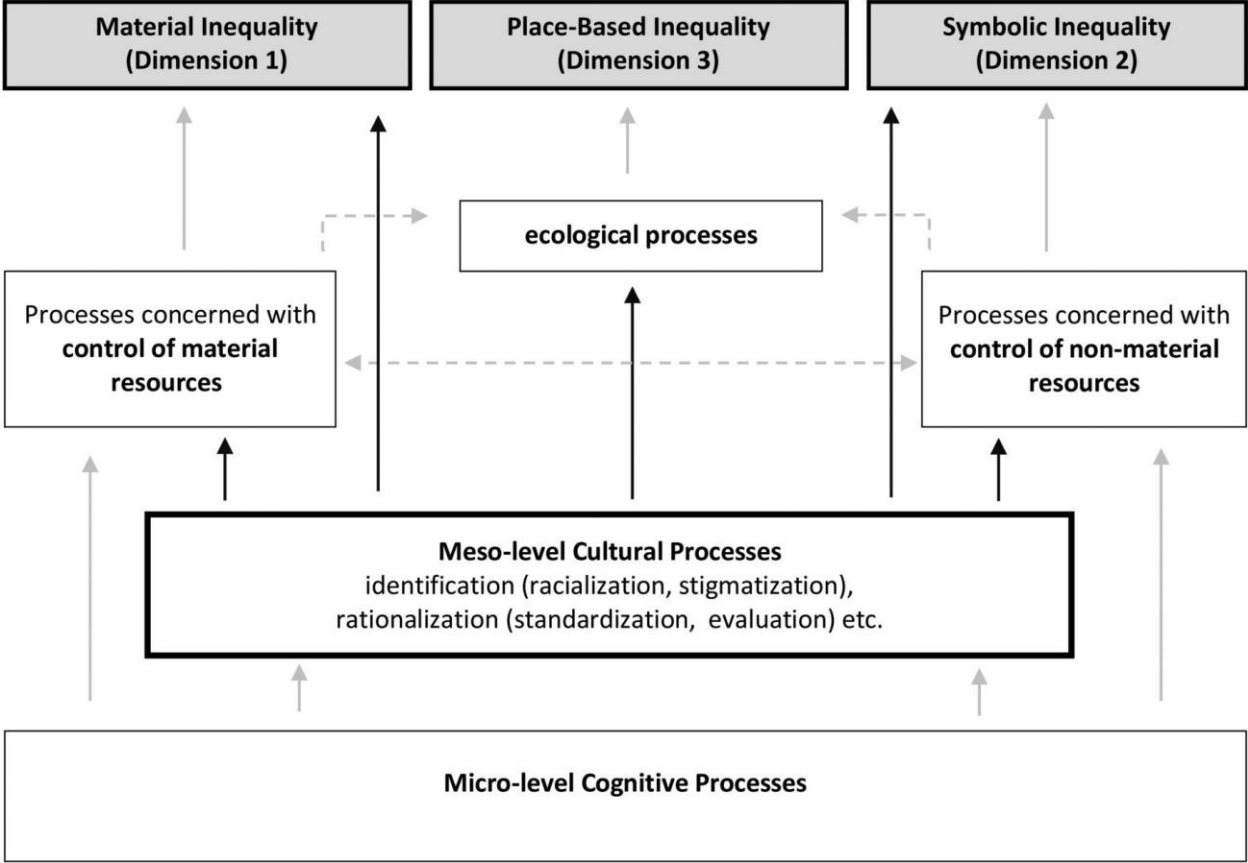 Material Inequality
(Dimension 1)
Place-Based Inequality
(Dimension 3)
Symbolic Inequality
(Dimension 2)
ecological processes
Processes concerned with
control of material
resources
Processes concerned with
control of non-material
resources
Meso-level Cultural Processes
identification (racialization, stigmatization),
rationalization (standardization, evaluation) etc.
Micro-level Cognitive Processes